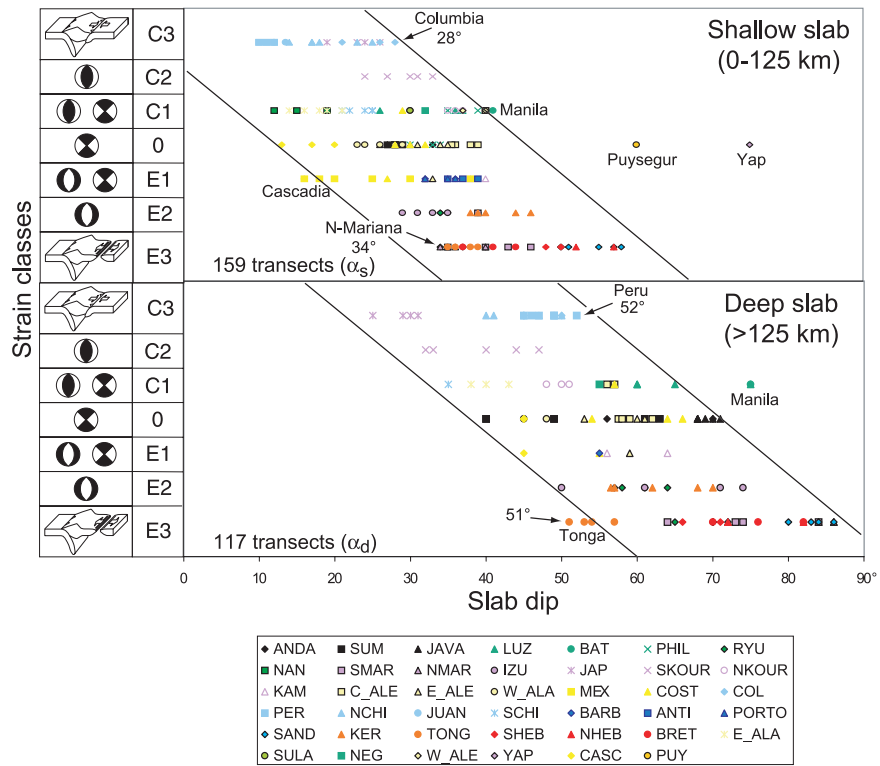 Strain classes
C3
C2
C1
0
E1
E2
E3
Columbia
28°
Shallow slab
(0-125 km)
Manila
Puysegur
Yap
Cascadia
N-Mariana
34°
159 transects (αs)
C3
C2
C1
0
E1
E2
E3
Peru
52°
Deep slab
(>125 km)
Manila
51°
Tonga
117 transects (αd)
0 10 20 30 40 50 60 70 80 90°
Slab dip
ANDA SUM JAVA LUZ BAT PHIL RYU
NAN SMAR NMAR IZU JAP SKOUR NKOUR
KAM C_ALE E_ALE W_ALA MEX COST COL
PER NCHI JUAN SCHI BARB ANTI PORTO
SAND KER TONG SHEB NHEB BRET E_ALA
SULA NEG W_ALE YAP CASC PUY